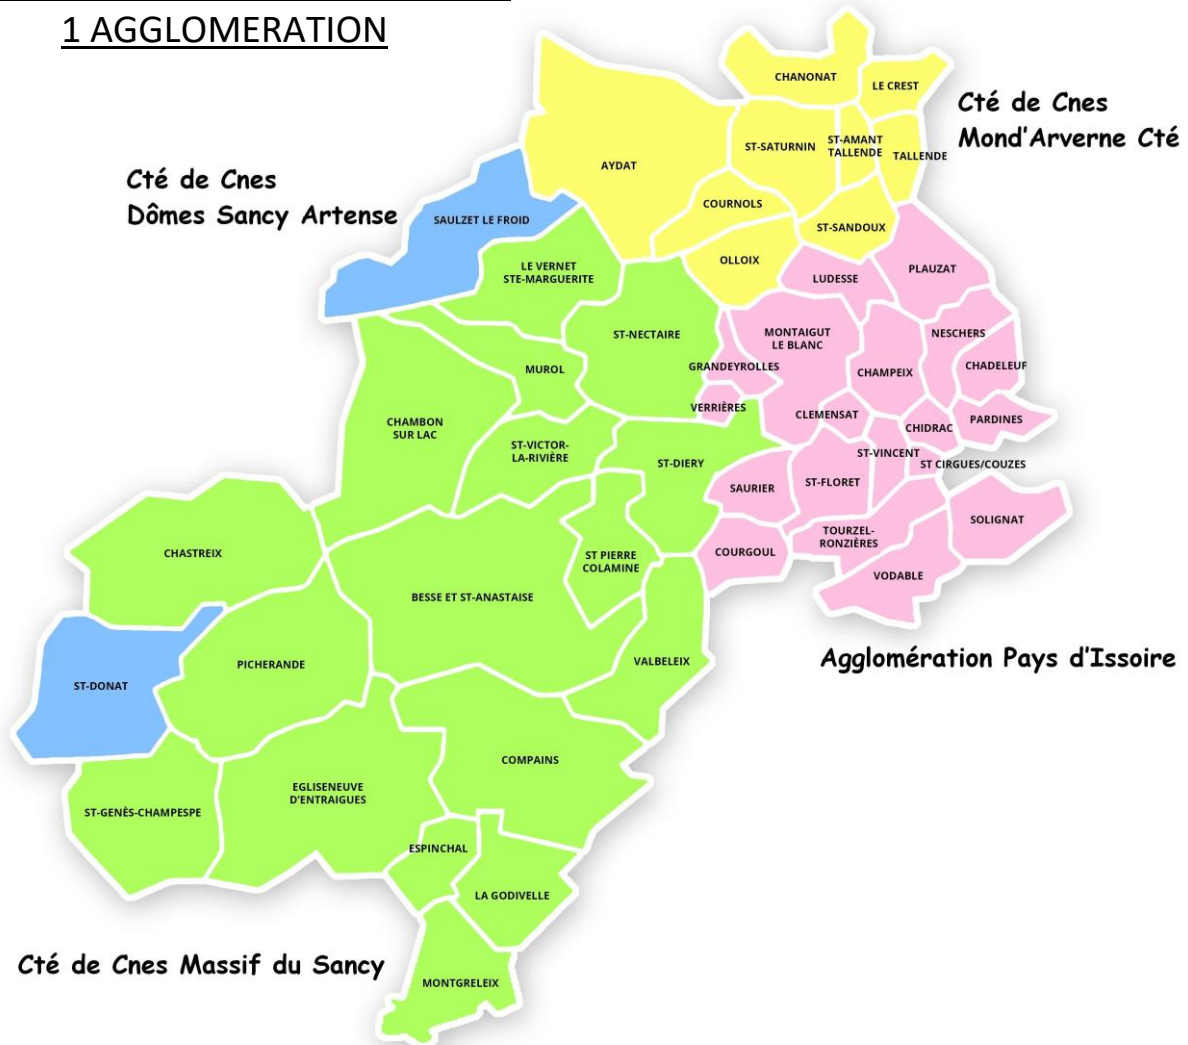 1 AGGLOMERATION
CHANONAT
LE CREST
Cté de Cnes
Mond'Arverne Cté
ST-SATURNIN
ST-AMANT
TALLENDE
TALLENDE
AYDAT
Cté de Cnes
Dômes Sancy Artense
COURNOLS
SAULZET LE FROID
ST-SANDOUX
OLLOIX
LE VERNET
STE-MARGUERITE
LUDESSE
PLAUZAT
ST-NECTAIRE
MONTAIGUT
LE BLANC
NESCHERS
GRANDEYROLLES
CHAMPEIX
CHADELEUF
MUROL
VERRIÈRES
CLEMENSAT
CHIDRAC
PARDINES
CHAMBON
SUR LAC
ST-VICTOR-
LA-RIVIÈRE
ST-DIERY
ST-VINCENT
ST CIRGUES/COUZES
SAURIER
ST-FLORET
SOLIGNAT
TOURZEL-
RONZIÈRES
COURGOUL
CHASTREIX
ST PIERRE
COLAMINE
VODABLE
BESSE ET ST-ANASTAISE
PICHERANDE
VALBELEIX
Agglomération Pays d'Issoire
ST-DONAT
COMPAINS
EGLISENEUVE
D'ENTRAIGUES
ST-GENÈS-CHAMPESPE
ESPINCHAL
LA GODIVELLE
Cté de Cnes Massif du Sancy
MONTGRELEIX